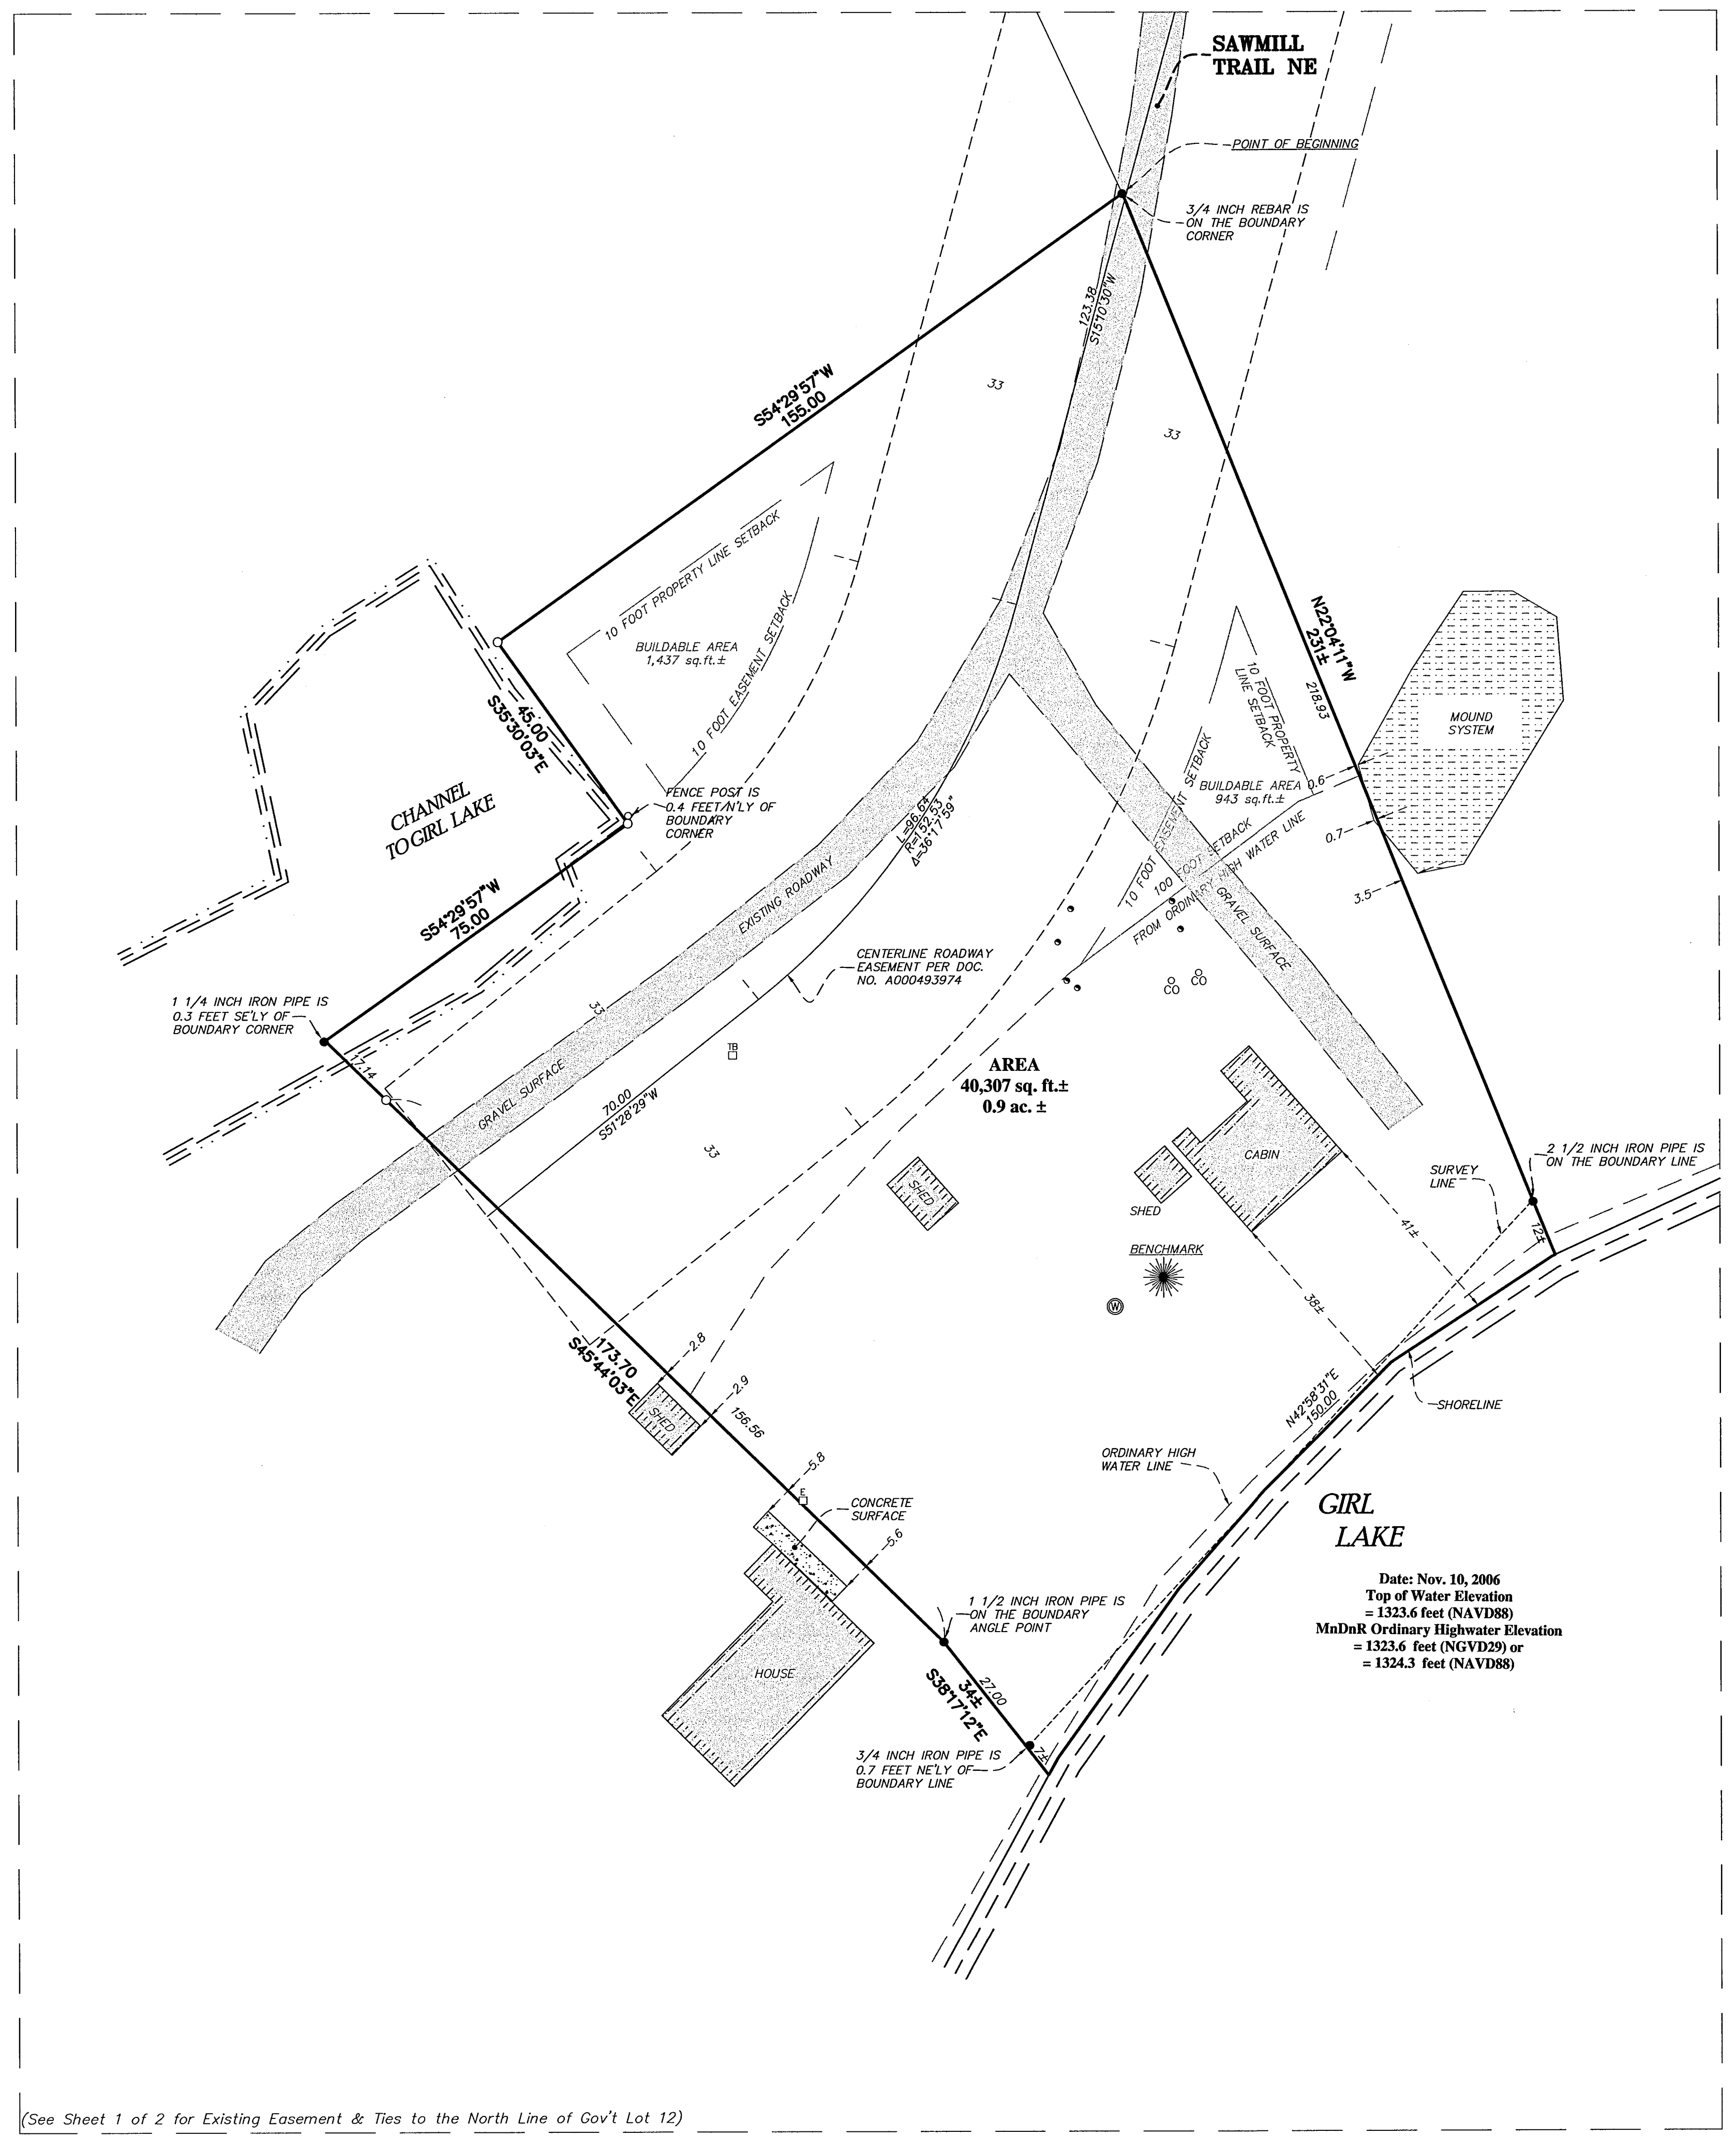 SAWMILL
TRAIL NE
POINT OF BEGINNING
3/4 INCH REBAR IS
ON THE BOUNDARY
CORNER
123.38
S15°10'30"W
33
33
S54°29'57"W
155.00
10 FOOT PROPERTY LINE SETBACK
BUILDABLE AREA
1,437 sq.ft.±
10 FOOT EASEMENT SETBACK
45.00
S35°30'03"E
CHANNEL
TO GIRL LAKE
FENCE POST IS
0.4 FEET N'LY OF
BOUNDARY
CORNER
N22°04'11"W
231±
218.93
10 FOOT PROPERTY
LINE SETBACK
MOUND
SYSTEM
BUILDABLE AREA
943 sq.ft.±
0.6
0.7
3.5
10 FOOT EASEMENT SETBACK
100 FOOT SETBACK
FROM ORDINARY HIGH WATER LINE
GRAVEL SURFACE
L=96.64
R=152.53
Δ=36°17'59"
EXISTING ROADWAY
S54°29'57"W
75.00
CENTERLINE ROADWAY
EASEMENT PER DOC.
NO. A000493974
CO
CO
1 1/4 INCH IRON PIPE IS
0.3 FEET SE'LY OF
BOUNDARY CORNER
33
17.14
TB
GRAVEL SURFACE
70.00
S51°28'29"W
33
AREA
40,307 sq. ft.±
0.9 ac. ±
CABIN
SHED
SHED
2 1/2 INCH IRON PIPE IS
ON THE BOUNDARY LINE
SURVEY
LINE
12±
41±
38±
BENCHMARK
W
173.70
S45°44'03"E
2.8
2.9
SHED
156.56
SHORELINE
N42°58'31"E
150.00
ORDINARY HIGH
WATER LINE
5.8
E
CONCRETE
SURFACE
5.6
GIRL
LAKE
Date: Nov. 10, 2006
Top of Water Elevation
= 1323.6 feet (NAVD88)
MnDnR Ordinary Highwater Elevation
= 1323.6 feet (NGVD29) or
= 1324.3 feet (NAVD88)
1 1/2 INCH IRON PIPE IS
ON THE BOUNDARY
ANGLE POINT
HOUSE
27.00
34±
S38°17'12"E
7±
3/4 INCH IRON PIPE IS
0.7 FEET NE'LY OF
BOUNDARY LINE
(See Sheet 1 of 2 for Existing Easement & Ties to the North Line of Gov't Lot 12)